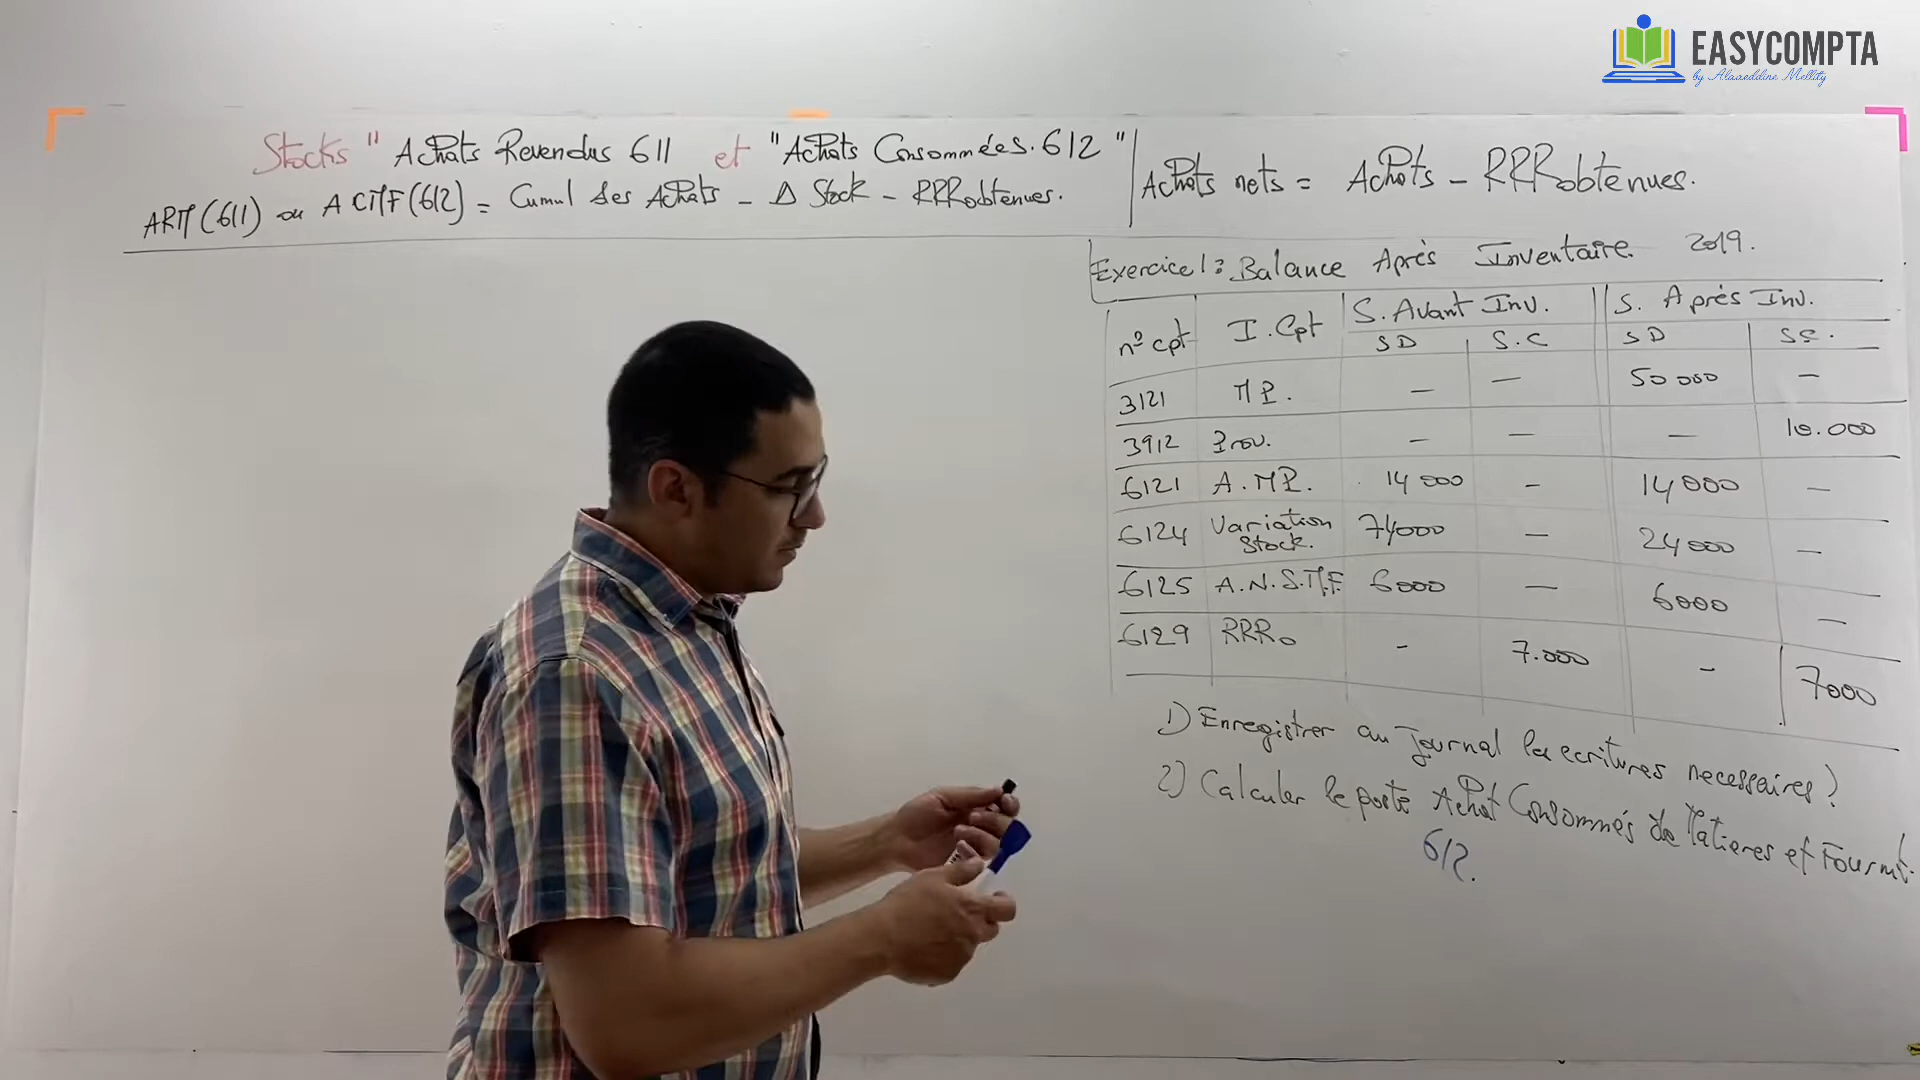 EASYCOMPTA
by Alaaeddine Mellity
Stocks "Achats Revendus 611 et "Achats Consommées.612"
ARM (611) ou ACMF (612) = Cumul des Achats - Δ Stock - RRRobtenues.
Achats nets = Achats - RRRobtenues.
Exercice 1: Balance Après Inventaire 2019.
n° cpt I.Cpt S.Avant Inv. S. Après Inv.
SD S.C SD SC.
3121 MP. — — 50 000 —
3912 Prov. — — — 10.000
6121 A.MP. 14 000 - 14 000 —
6124 Variation Stock. 74000 — 24 000 —
6125 A.N.S.M.F. 6000 — 6000 —
6129 RRRo - 7.000 - 7000
1) Enregistrer au Journal les ecritures necessaires?
2) Calculer le poste Achat Consommés de Matieres et Fournit.
612.